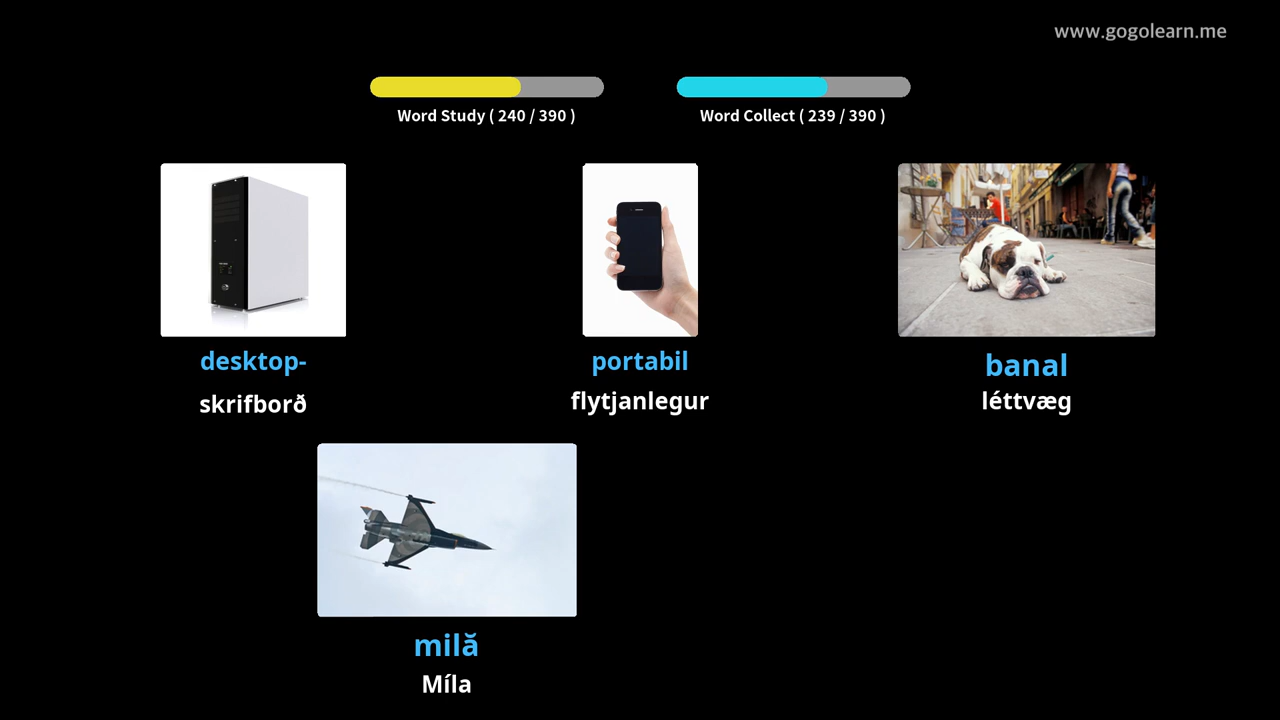 www.gogolearn.me
Word Study ( 240 / 390 )
Word Collect ( 239 / 390 )
desktop-
skrifborð
portabil
flytjanlegur
banal
léttvæg
milă
Míla